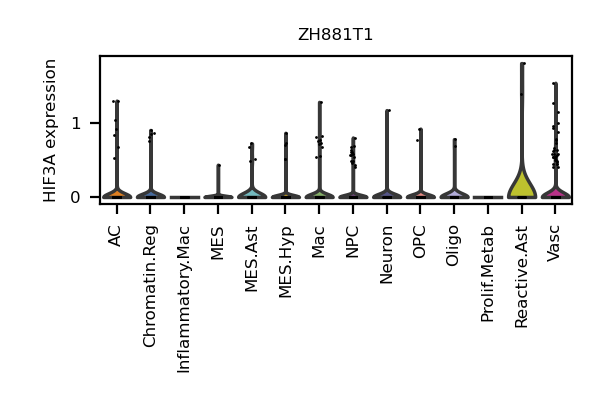 ZH881T1
HIF3A expression
1
0
AC
Chromatin.Reg
Inflammatory.Mac
MES
MES.Ast
MES.Hyp
Mac
NPC
Neuron
OPC
Oligo
Prolif.Metab
Reactive.Ast
Vasc